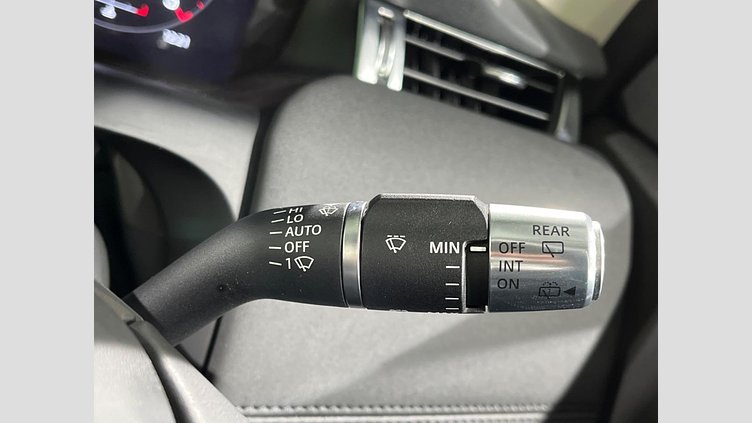 HI
LO
AUTO
OFF
1
MIN
REAR
OFF
INT
ON